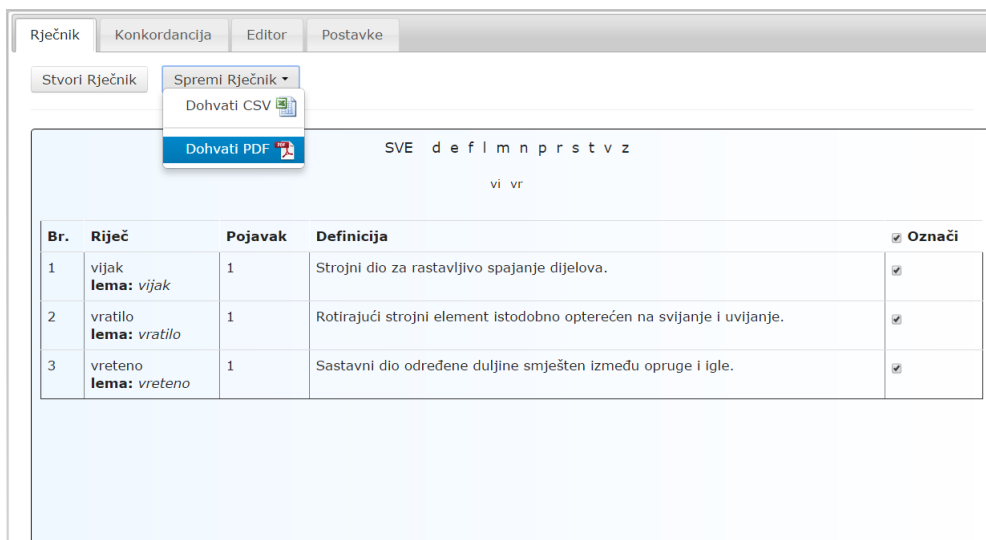 Rječnik Konkordancija Editor Postavke
Stvori Rječnik Spremi Rječnik
Dohvati CSV
Dohvati PDF
SVE d e f l m n p r s t v z
vi vr
Br. Riječ Pojavak Definicija Označi
1 vijak 1 Strojni dio za rastavljivo spajanje dijelova.
lema: vijak
2 vratilo 1 Rotirajući strojni element istodobno opterećen na svijanje i uvijanje.
lema: vratilo
3 vreteno 1 Sastavni dio određene duljine smješten između opruge i igle.
lema: vreteno